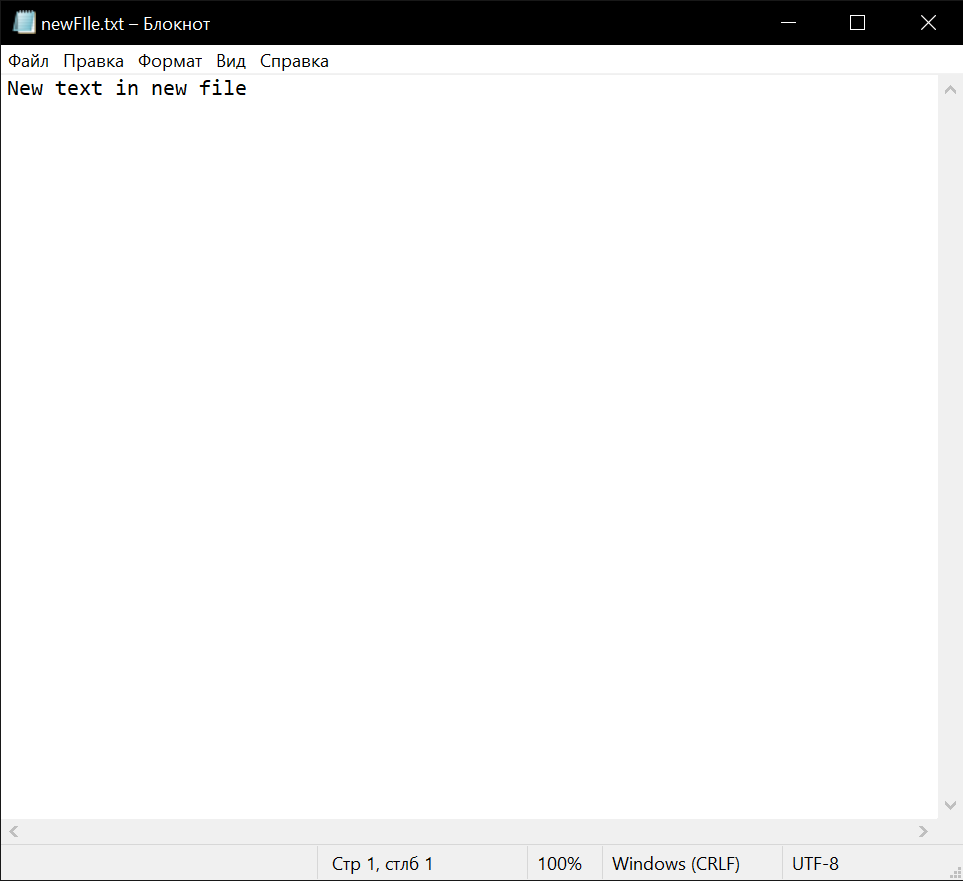 newFIle.txt – Блокнот
Файл Правка Формат Вид Справка
New text in new file
Стр 1, стлб 1 100% Windows (CRLF) UTF-8